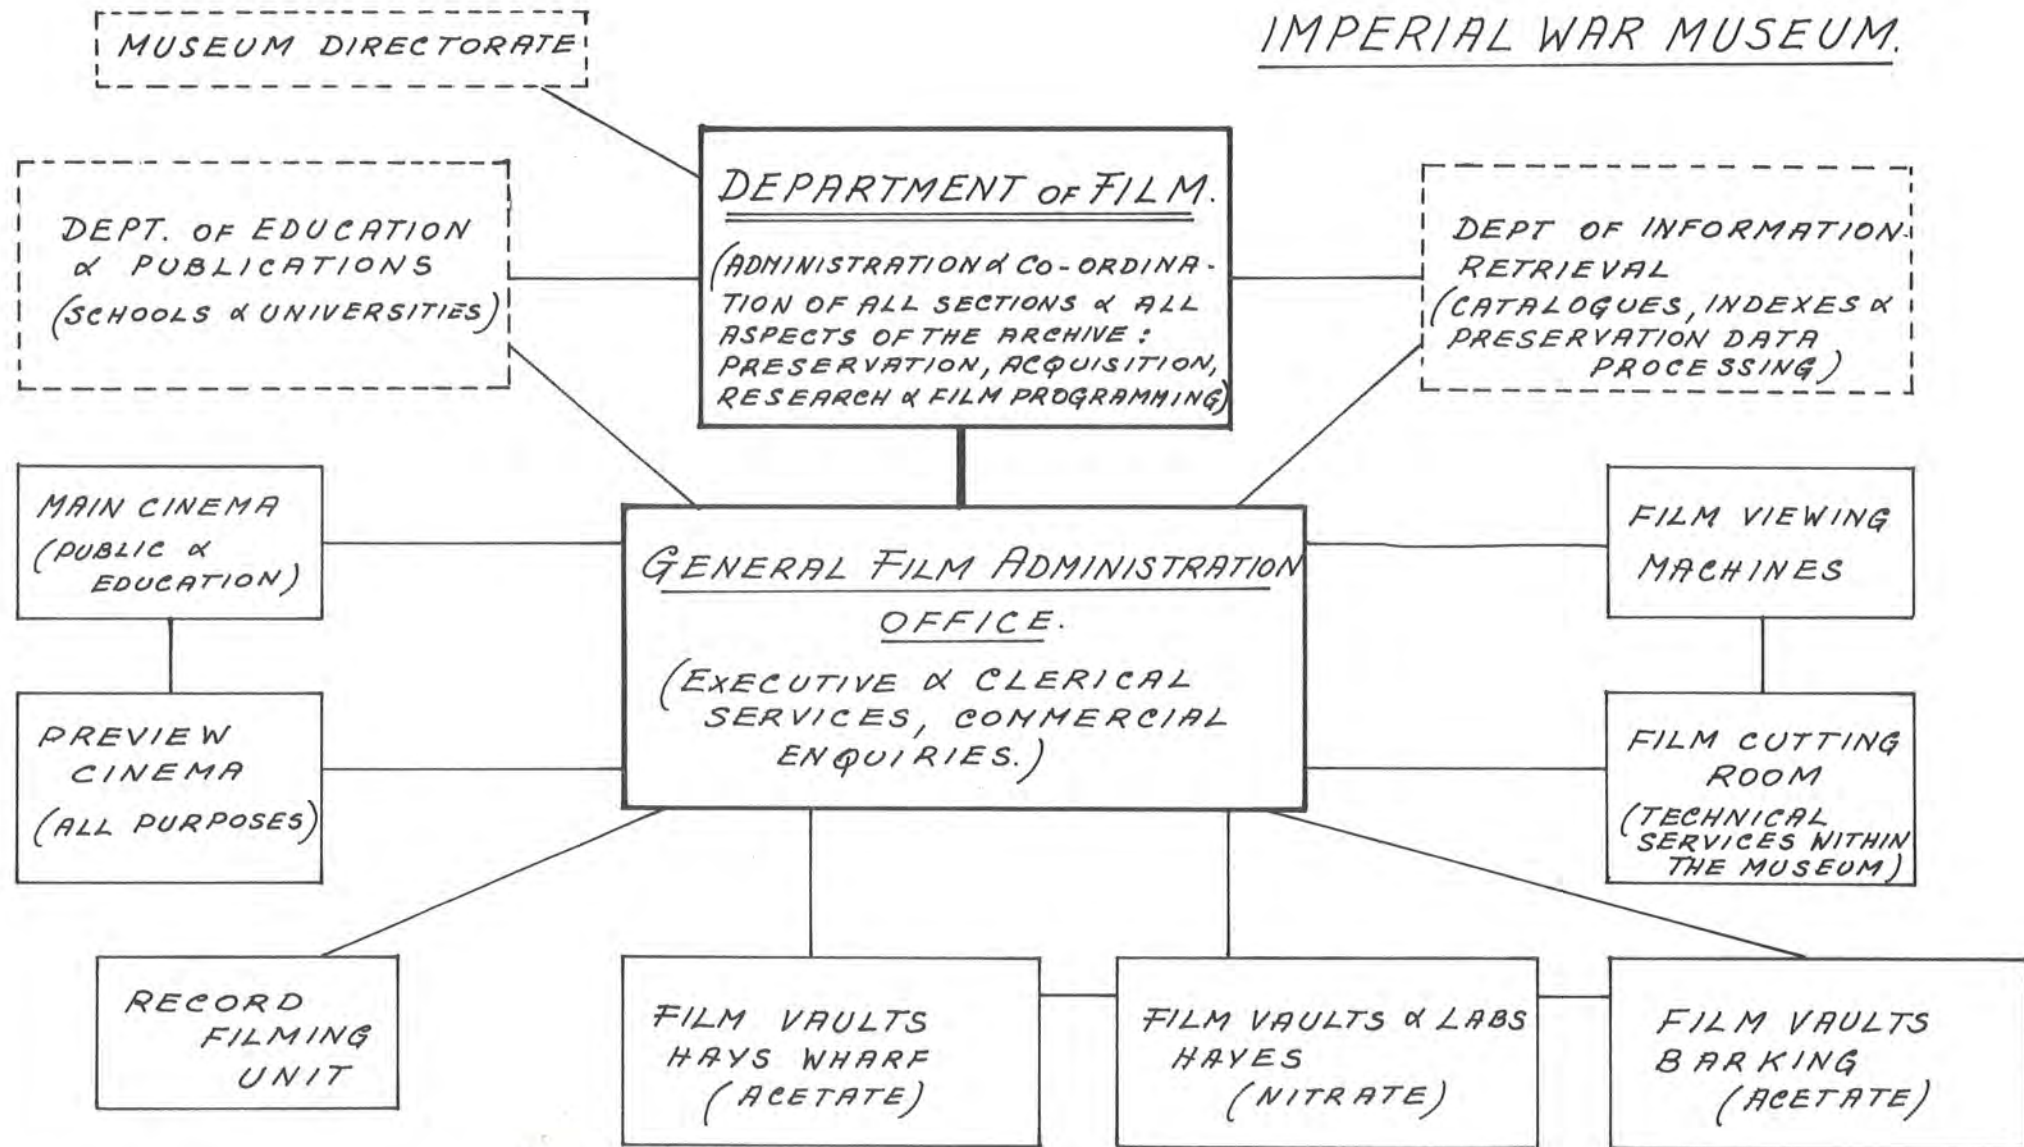 IMPERIAL WAR MUSEUM.
MUSEUM DIRECTORATE
DEPARTMENT OF FILM.
(ADMINISTRATION & CO-ORDINA-
TION OF ALL SECTIONS & ALL
ASPECTS OF THE ARCHIVE:
PRESERVATION, ACQUISITION,
RESEARCH & FILM PROGRAMMING)
DEPT. OF EDUCATION
& PUBLICATIONS
(SCHOOLS & UNIVERSITIES)
DEPT OF INFORMATION
RETRIEVAL
(CATALOGUES, INDEXES &
PRESERVATION DATA
PROCESSING)
MAIN CINEMA
(PUBLIC &
EDUCATION)
GENERAL FILM ADMINISTRATION
OFFICE.
(EXECUTIVE & CLERICAL
SERVICES, COMMERCIAL
ENQUIRIES.)
FILM VIEWING
MACHINES
PREVIEW
CINEMA
(ALL PURPOSES)
FILM CUTTING
ROOM
(TECHNICAL
SERVICES WITHIN
THE MUSEUM)
RECORD
FILMING
UNIT
FILM VAULTS
HAYS WHARF
(ACETATE)
FILM VAULTS & LABS
HAYES
(NITRATE)
FILM VAULTS
BARKING
(ACETATE)